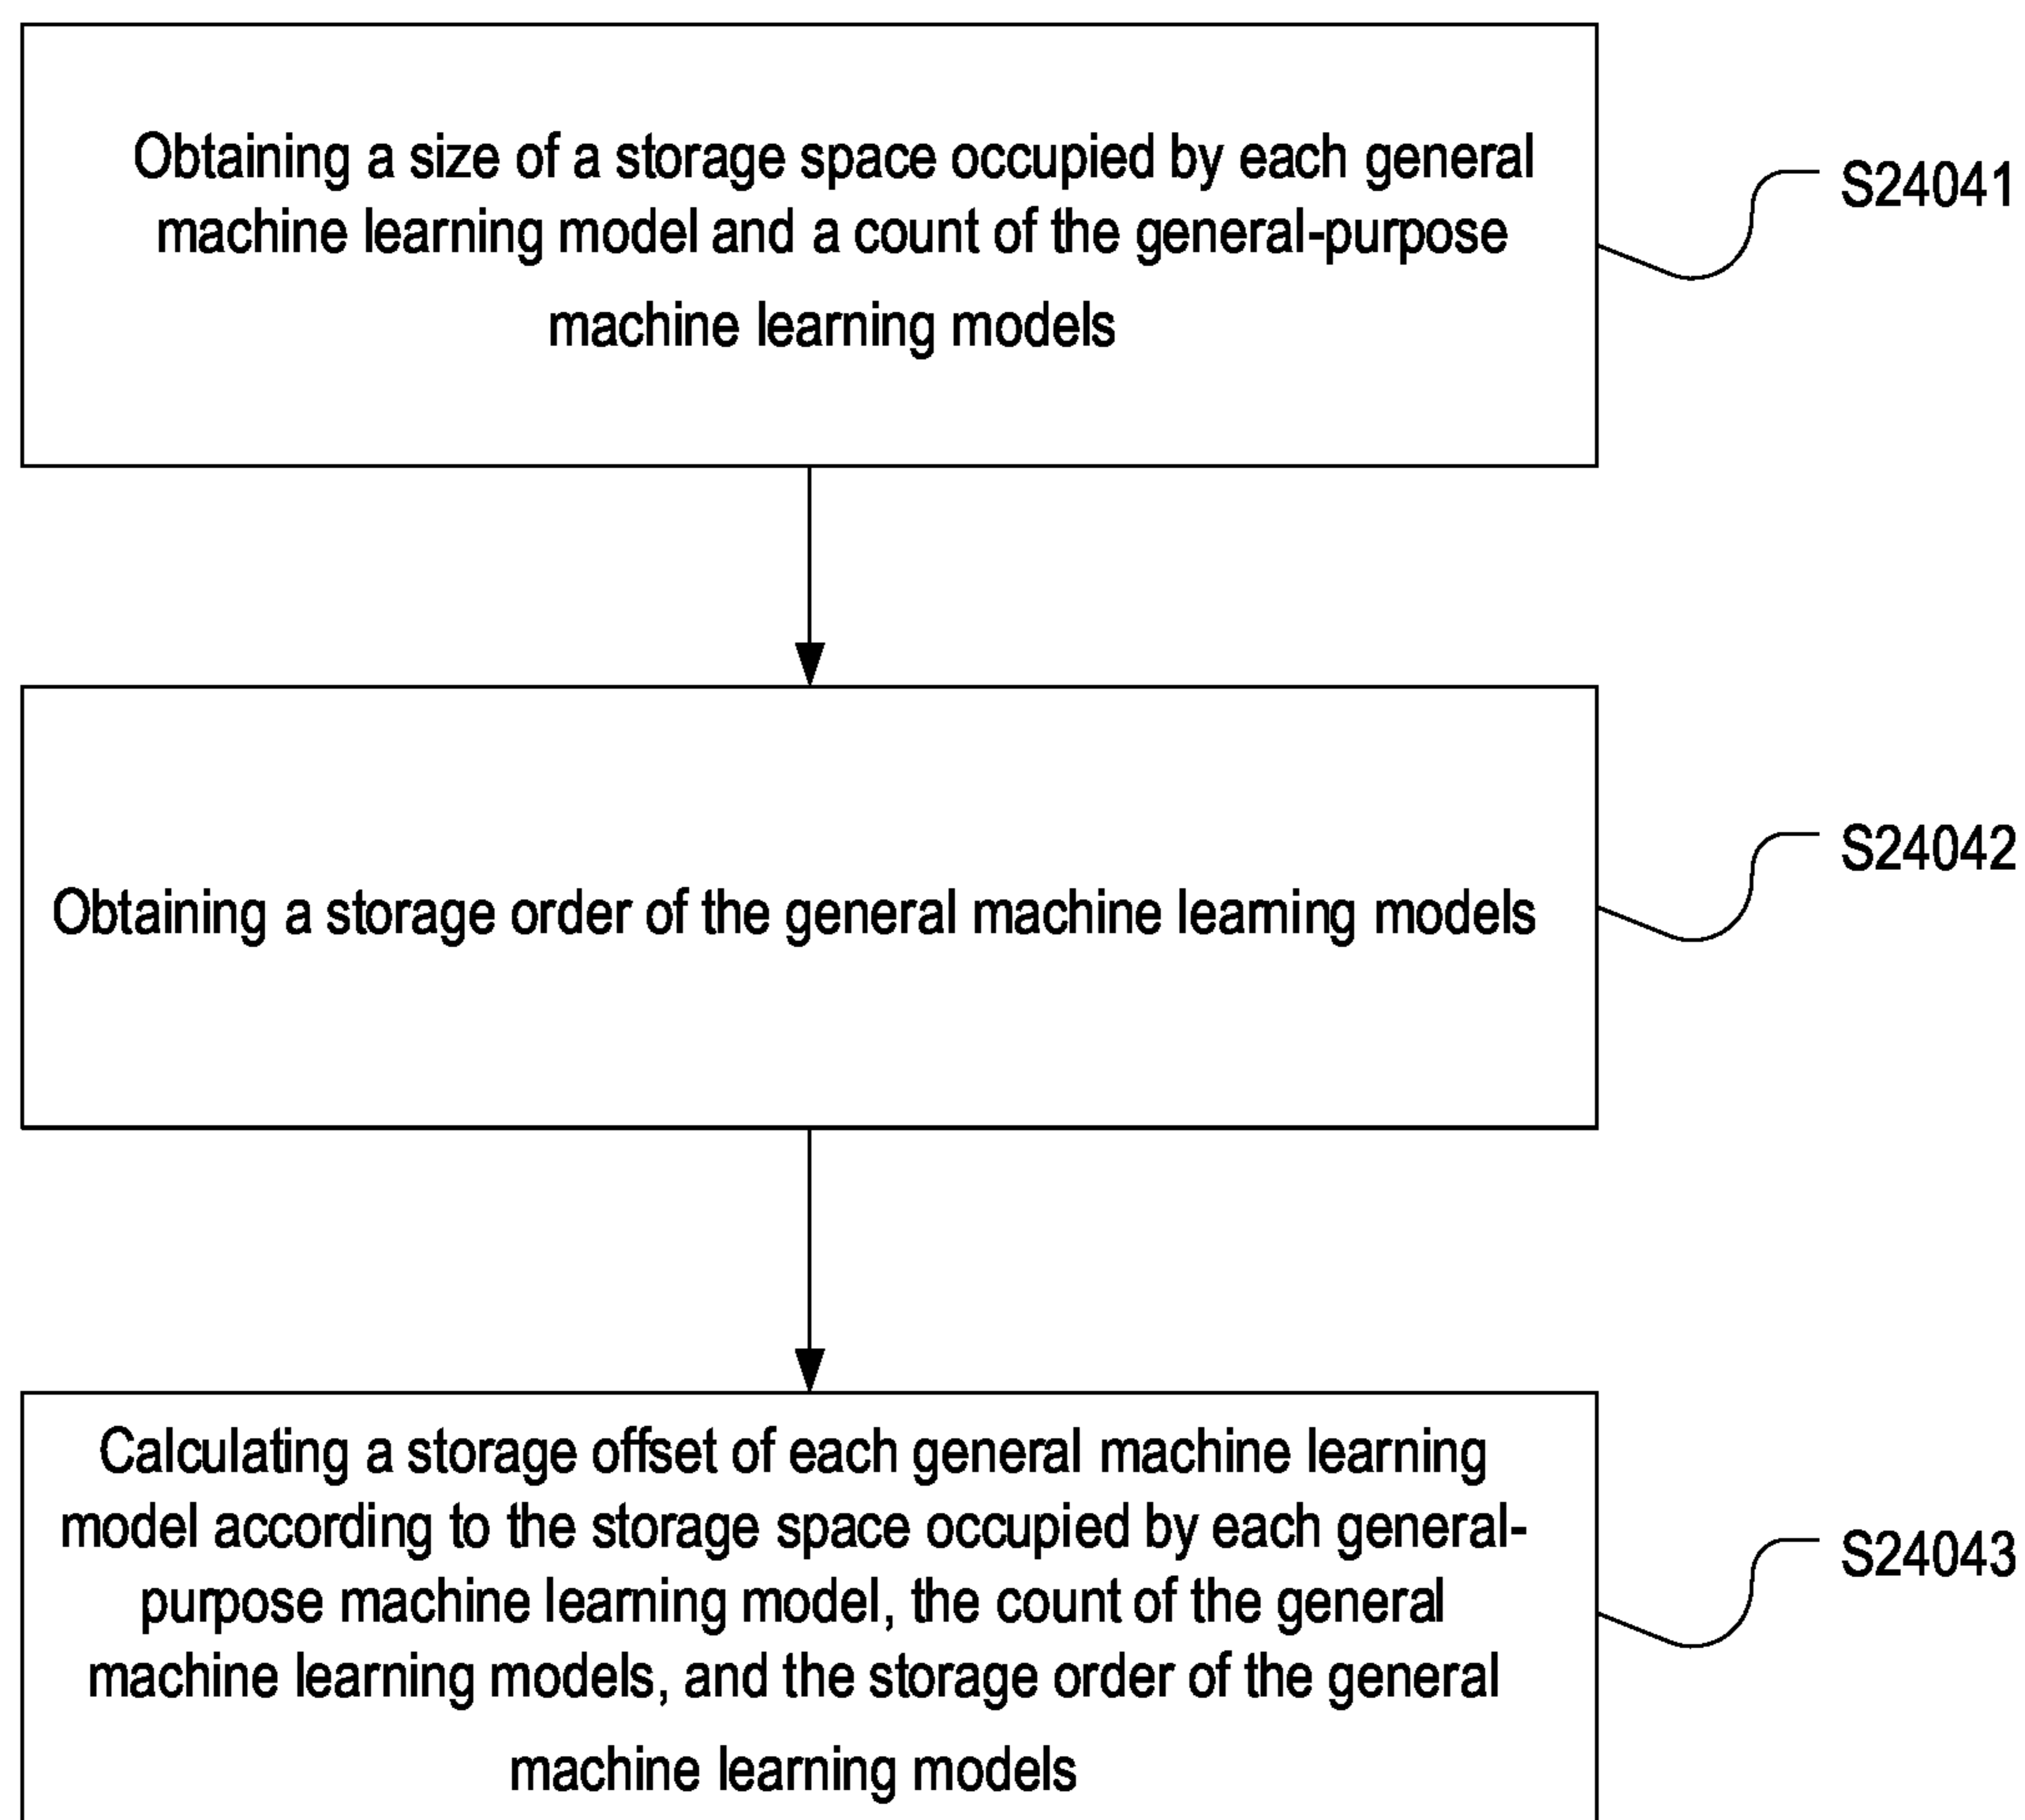 Obtaining a size of a storage space occupied by each general
machine learning model and a count of the general-purpose
machine learning models
S24041
Obtaining a storage order of the general machine learning models
S24042
Calculating a storage offset of each general machine learning
model according to the storage space occupied by each general-
purpose machine learning model, the count of the general
machine learning models, and the storage order of the general
machine learning models
S24043